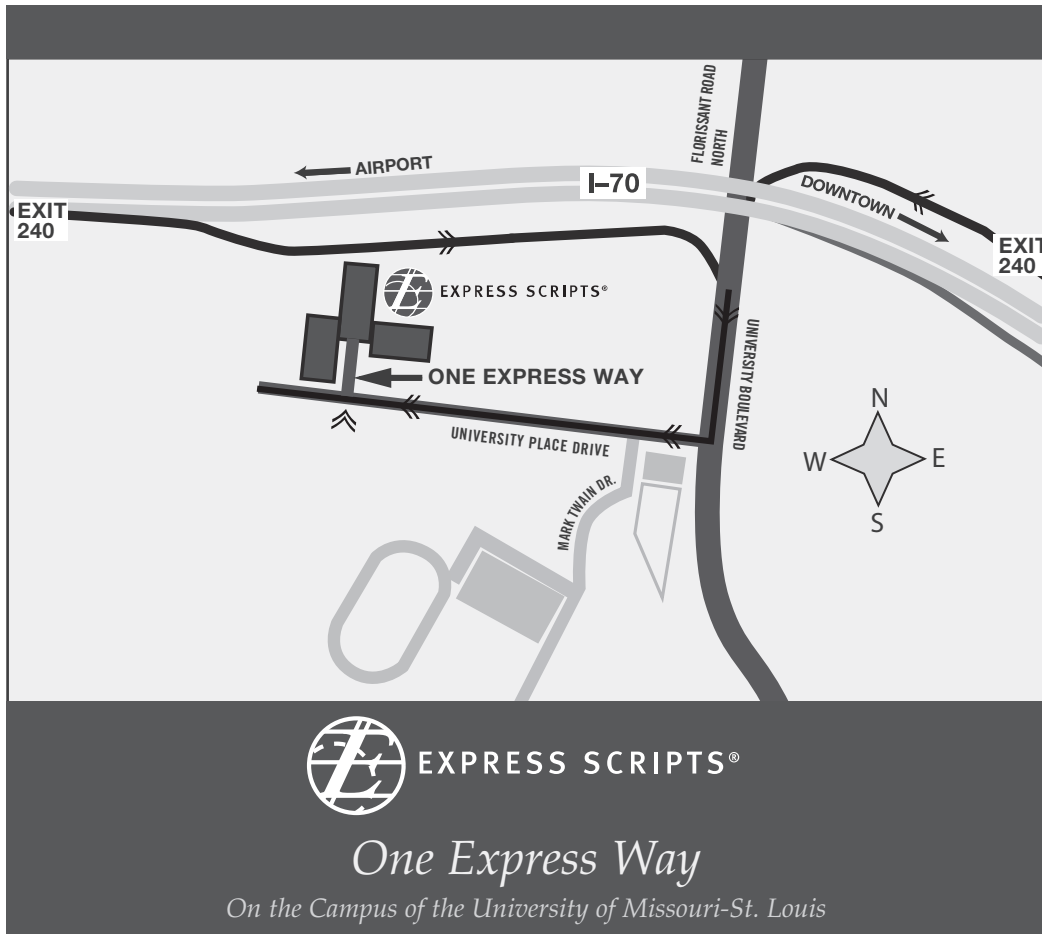 FLORISSANT ROAD
NORTH
AIRPORT
I–70
DOWNTOWN
EXIT
240
EXIT
240
EXPRESS SCRIPTS®
ONE EXPRESS WAY
UNIVERSITY BOULEVARD
UNIVERSITY PLACE DRIVE
MARK TWAIN DR.
N
W
E
S
EXPRESS SCRIPTS®
One Express Way
On the Campus of the University of Missouri-St. Louis